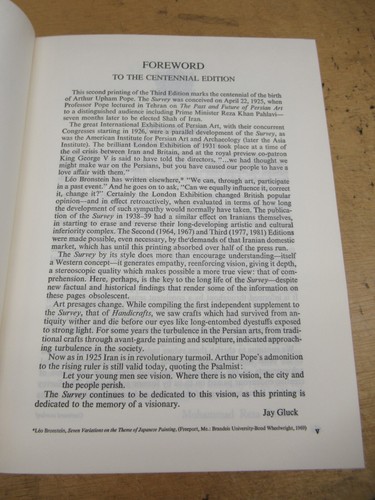 FOREWORD
TO THE CENTENNIAL EDITION
This second printing of the Third Edition marks the centennial of the birth
of Arthur Upham Pope. The Survey was conceived on April 22, 1925, when
Professor Pope lectured in Tehran on The Past and Future of Persian Art
to a distinguished audience including Prime Minister Reza Khan Pahlavi—
seven months later to be elected Shah of Iran.
The great International Exhibitions of Persian Art, with their concurrent
Congresses starting in 1926, were a parallel development of the Survey, as
was the American Institute for Persian Art and Archaeology (later the Asia
Institute). The brilliant London Exhibition of 1931 took place at a time of
the oil crisis between Iran and Britain, and at the royal preview co-patron
King George V is said to have told the directors, "...we had thought we
might make war on the Persians, but you have caused our people to have a
love affair with them."
Léo Bronstein has written elsewhere,* "We can, through art, participate
in a past event." And he goes on to ask, "Can we equally influence it, correct
it, change it?" Certainly the London Exhibition changed British popular
opinion—and in effect retroactively, when evaluated in terms of how long
the development of such sympathy would normally have taken. The publica-
tion of the Survey in 1938-39 had a similar effect on Iranians themselves,
in starting to erase and reverse their long-developing artistic and cultural
inferiority complex. The Second (1964, 1967) and Third (1977, 1981) Editions
were made possible, even necessary, by the demands of that Iranian domestic
market, which has until this printing absorbed over half of the press run.
The Survey by its style does more than encourage understanding—itself
a Western concept—it generates empathy, reenforcing vision, giving it depth,
a stereoscopic quality which makes possible a more true view: that of com-
prehension. Here, perhaps, is the key to the long life of the Survey—despite
new factual and historical findings that render some of the information on
these pages obsolescent.
Art presages change. While compiling the first independent supplement to
the Survey, that of Handicrafts, we saw crafts which had survived from an-
tiquity wither and die before our eyes like long-entombed dyestuffs exposed
to strong light. For some years the turbulence in the Persian arts, from tradi-
tional crafts through avant-garde painting and sculpture, indicated approach-
ing turbulence in the society.
Now as in 1925 Iran is in revolutionary turmoil. Arthur Pope's admonition
to the rising ruler is still valid today, quoting the Psalmist:
Let your young men see vision. Where there is no vision, the city and
the people perish.
The Survey continues to be dedicated to this vision, as this printing is
dedicated to the memory of a visionary.
Jay Gluck
*Léo Bronstein, Seven Variations on the Theme of Japanese Painting, (Freeport, Me.: Brandeis University-Bond Wheelwright, 1969)